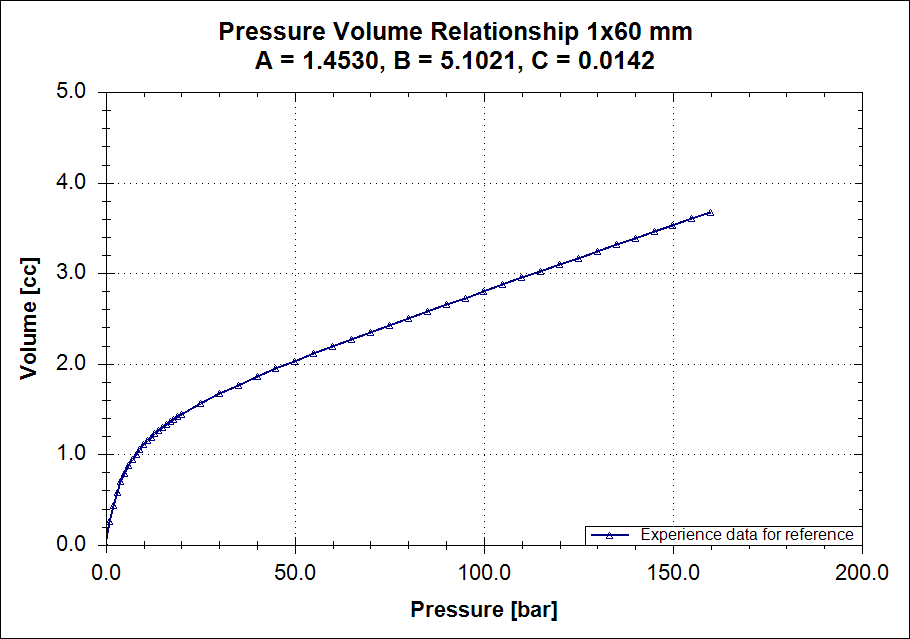 Pressure Volume Relationship 1x60 mm
A = 1.4530, B = 5.1021, C = 0.0142
5.0
4.0
3.0
2.0
1.0
0.0
Volume [cc]
Experience data for reference
0.0 50.0 100.0 150.0 200.0
Pressure [bar]